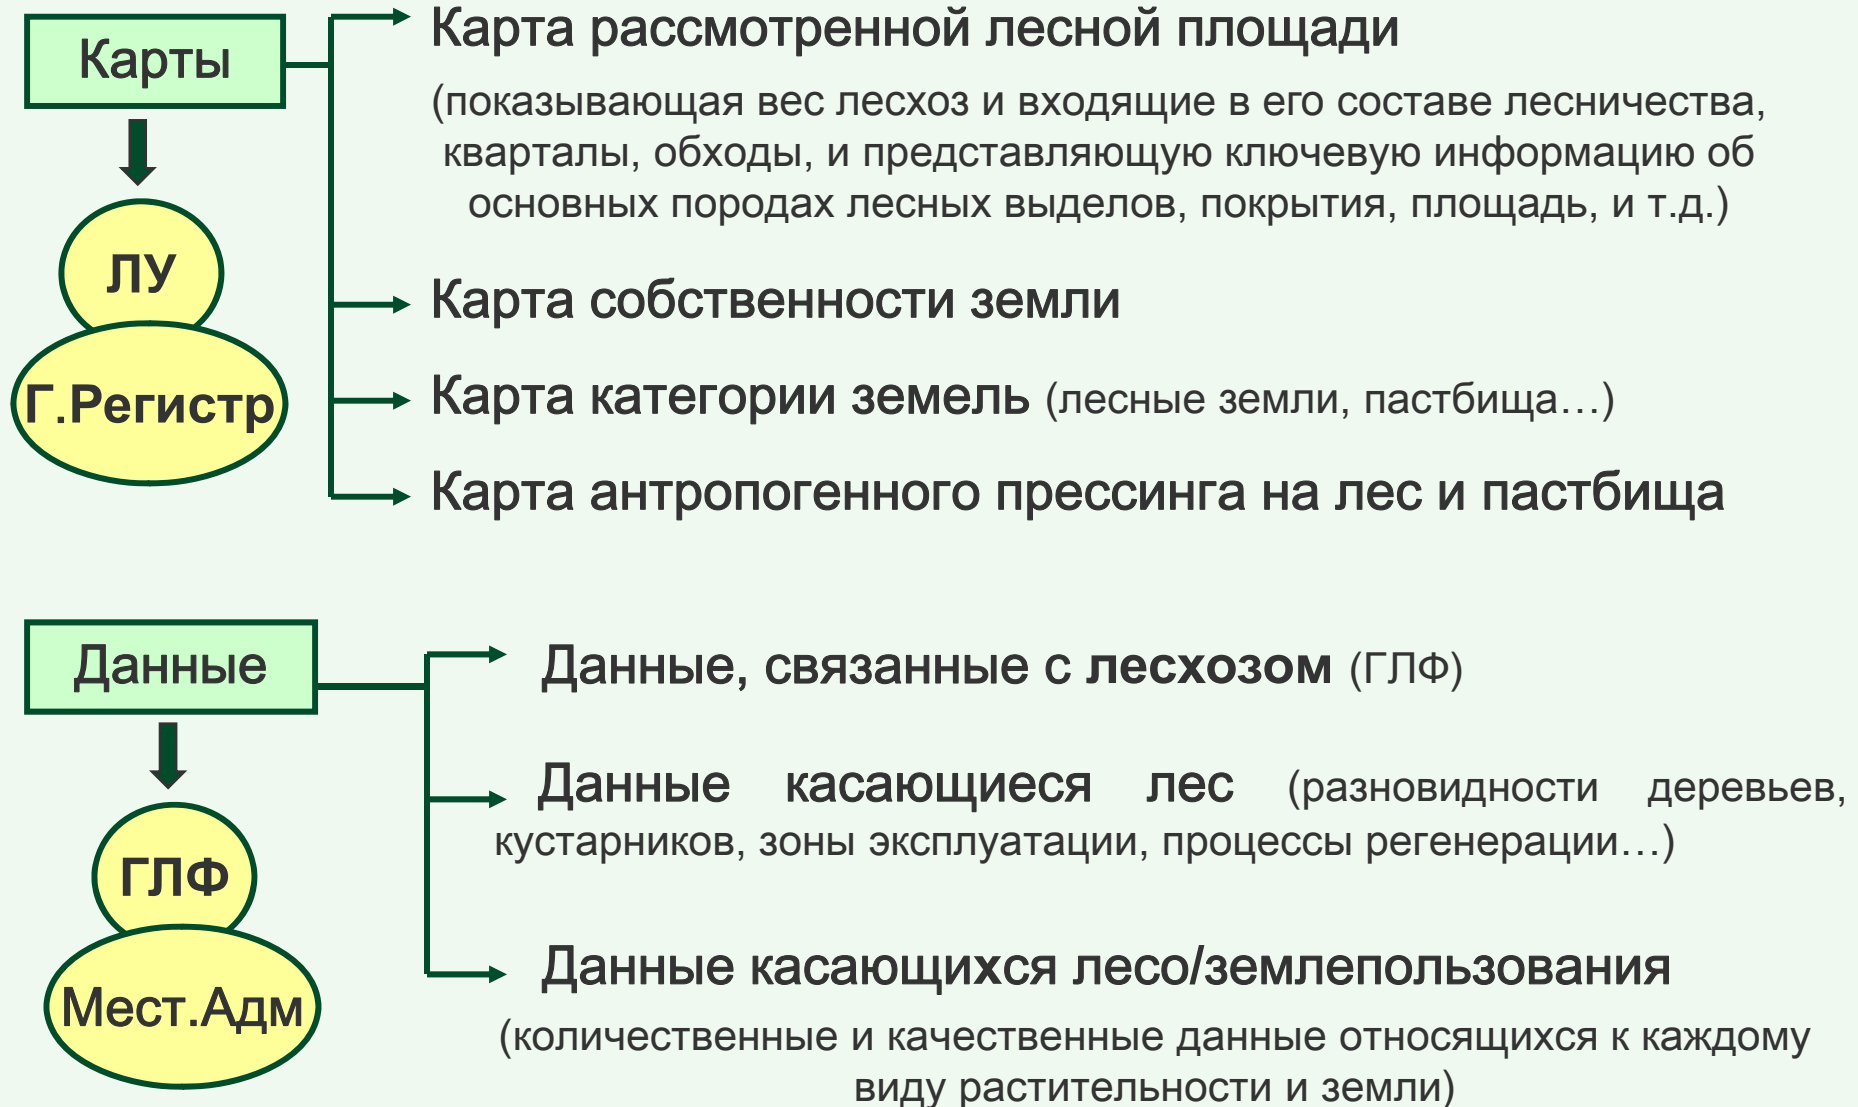 Карты
Карта рассмотренной лесной площади
(показывающая вес лесхоз и входящие в его составе лесничества,
кварталы, обходы, и представляющую ключевую информацию об
основных породах лесных выделов, покрытия, площадь, и т.д.)
ЛУ
Г.Регистр
Карта собственности земли
Карта категории земель (лесные земли, пастбища…)
Карта антропогенного прессинга на лес и пастбища
Данные
Данные, связанные с лесхозом (ГЛФ)
Данные касающиеся лес (разновидности деревьев,
кустарников, зоны эксплуатации, процессы регенерации…)
ГЛФ
Мест.Адм
Данные касающихся лесо/землепользования
(количественные и качественные данные относящихся к каждому
виду растительности и земли)